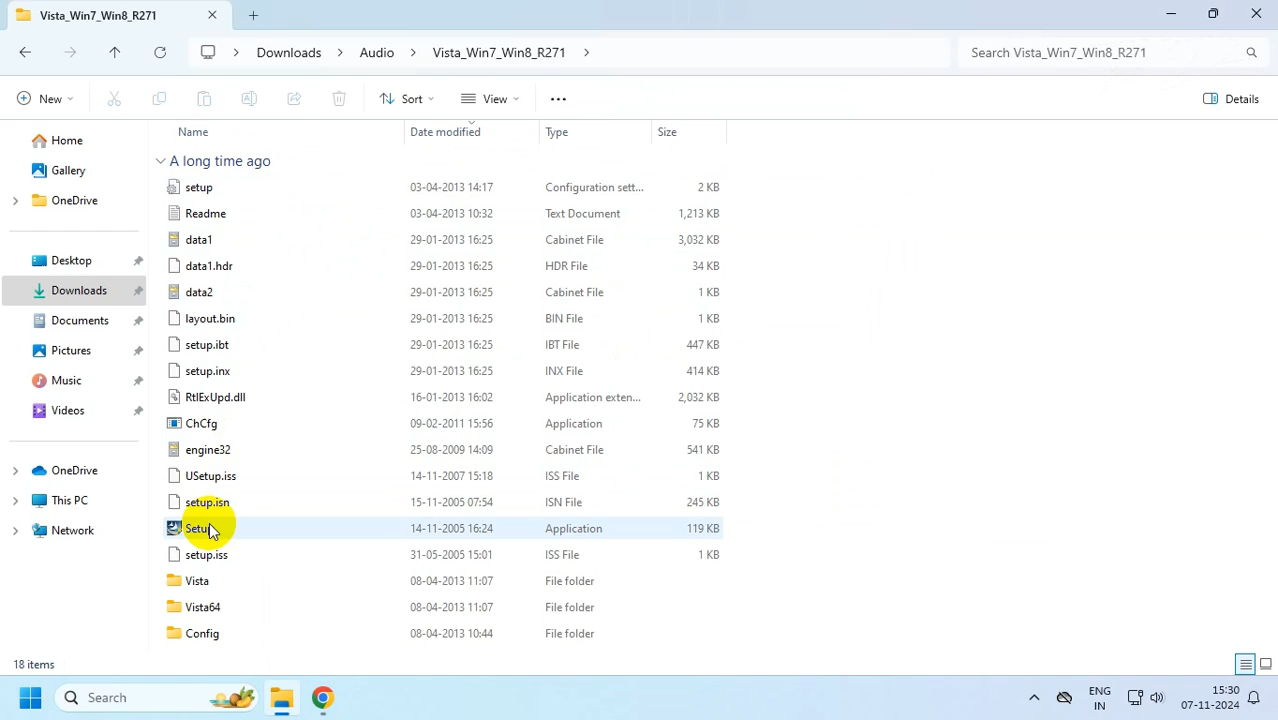 Vista_Win7_Win8_R271
Downloads Audio Vista_Win7_Win8_R271 Search Vista_Win7_Win8_R271
New Sort View Details
Name Date modified Type Size
Home
Gallery
OneDrive
Desktop
Downloads
Documents
Pictures
Music
Videos
OneDrive
This PC
Network
A long time ago
setup 03-04-2013 14:17 Configuration sett... 2 KB
Readme 03-04-2013 10:32 Text Document 1,213 KB
data1 29-01-2013 16:25 Cabinet File 3,032 KB
data1.hdr 29-01-2013 16:25 HDR File 34 KB
data2 29-01-2013 16:25 Cabinet File 1 KB
layout.bin 29-01-2013 16:25 BIN File 1 KB
setup.ibt 29-01-2013 16:25 IBT File 447 KB
setup.inx 29-01-2013 16:25 INX File 414 KB
RtlExUpd.dll 16-01-2013 16:02 Application exten... 2,032 KB
ChCfg 09-02-2011 15:56 Application 75 KB
engine32 25-08-2009 14:09 Cabinet File 541 KB
USetup.iss 14-11-2007 15:18 ISS File 1 KB
setup.isn 15-11-2005 07:54 ISN File 245 KB
Setup 14-11-2005 16:24 Application 119 KB
setup.iss 31-05-2005 15:01 ISS File 1 KB
Vista 08-04-2013 11:07 File folder
Vista64 08-04-2013 11:07 File folder
Config 08-04-2013 10:44 File folder
18 items
Search
ENG
IN
15:30
07-11-2024